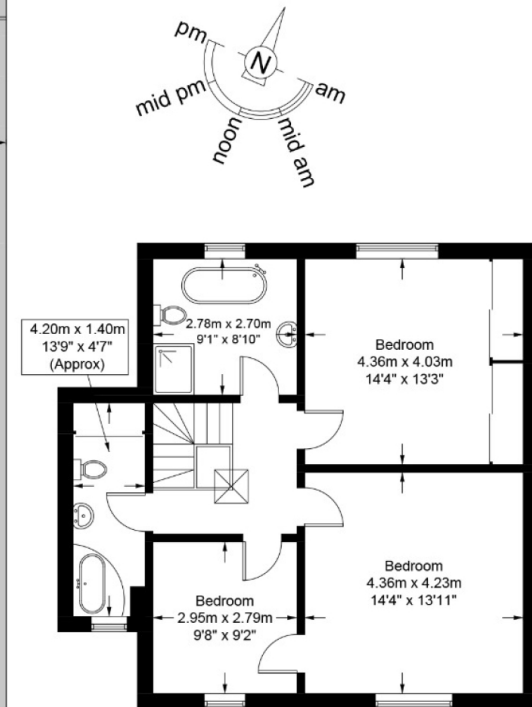 pm
N
am
mid pm
noon
mid am
4.20m x 1.40m
13'9" x 4'7"
(Approx)
2.78m x 2.70m
9'1" x 8'10"
Bedroom
4.36m x 4.03m
14'4" x 13'3"
Bedroom
2.95m x 2.79m
9'8" x 9'2"
Bedroom
4.36m x 4.23m
14'4" x 13'11"